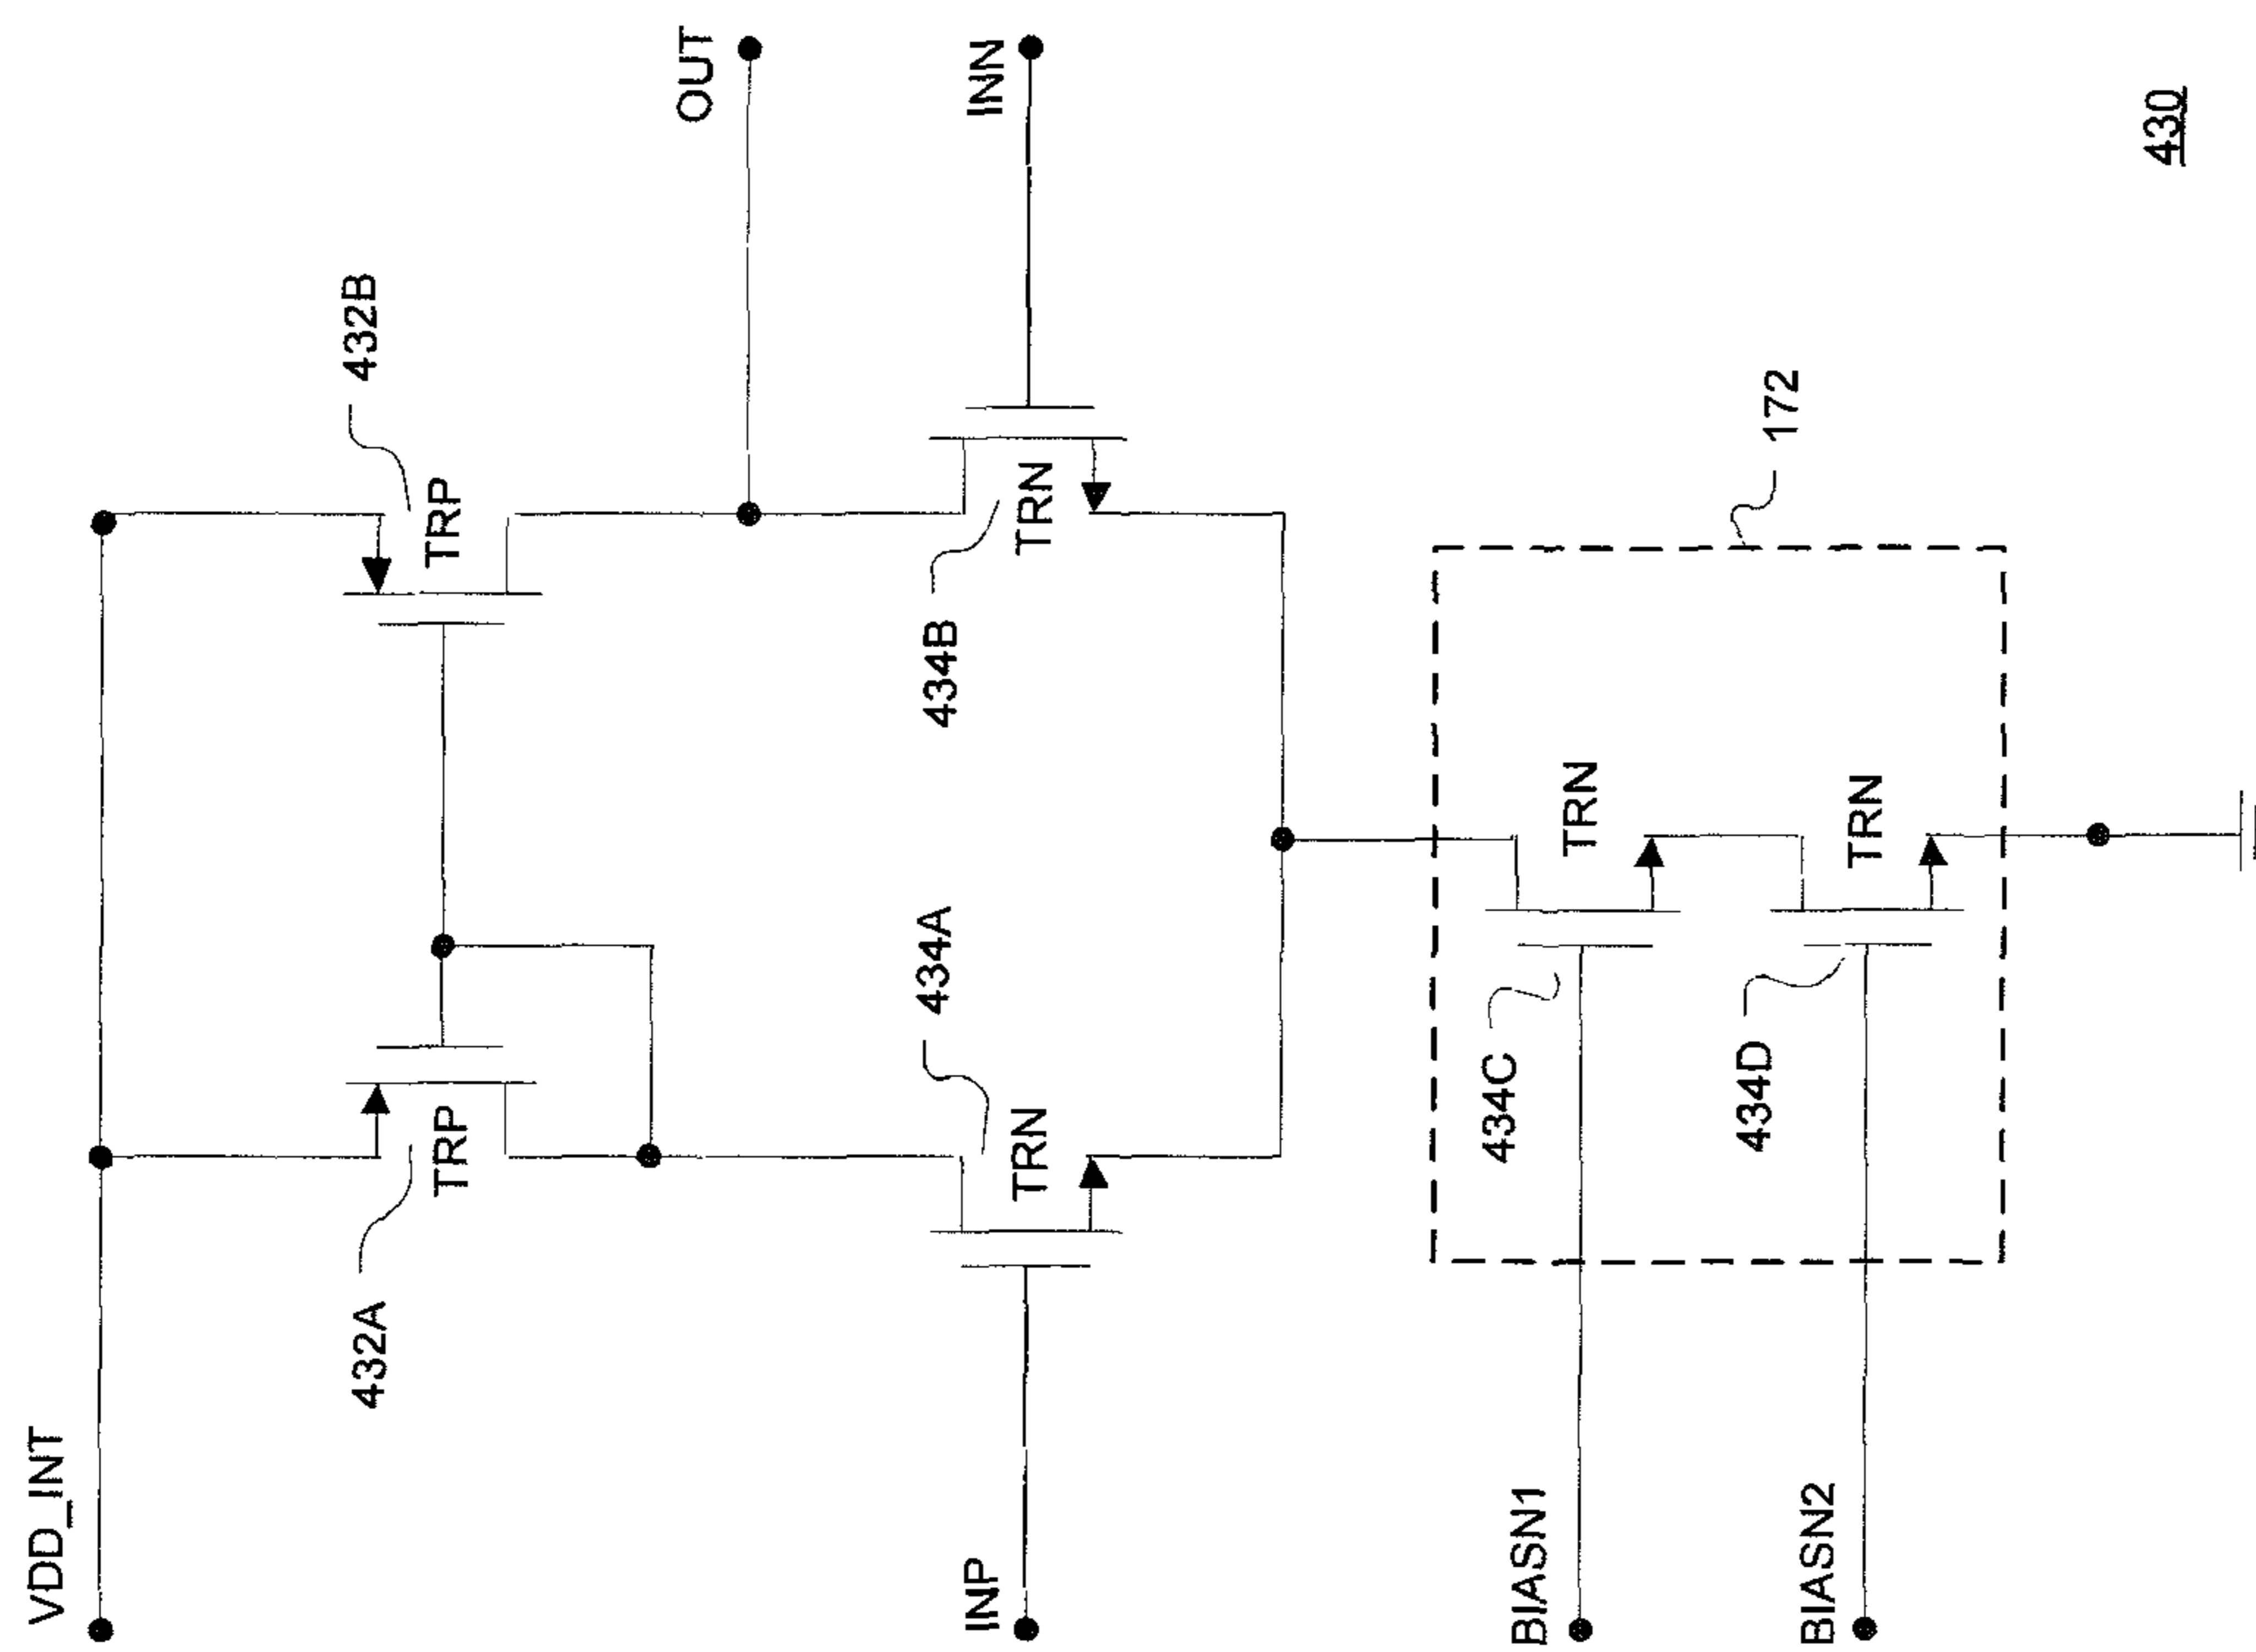 VDD_INT
432A
TRP
432B
TRP
OUT
INP
434A
TRN
434B
TRN
INN
BIASN1
434C
TRN
172
BIASN2
434D
TRN
430